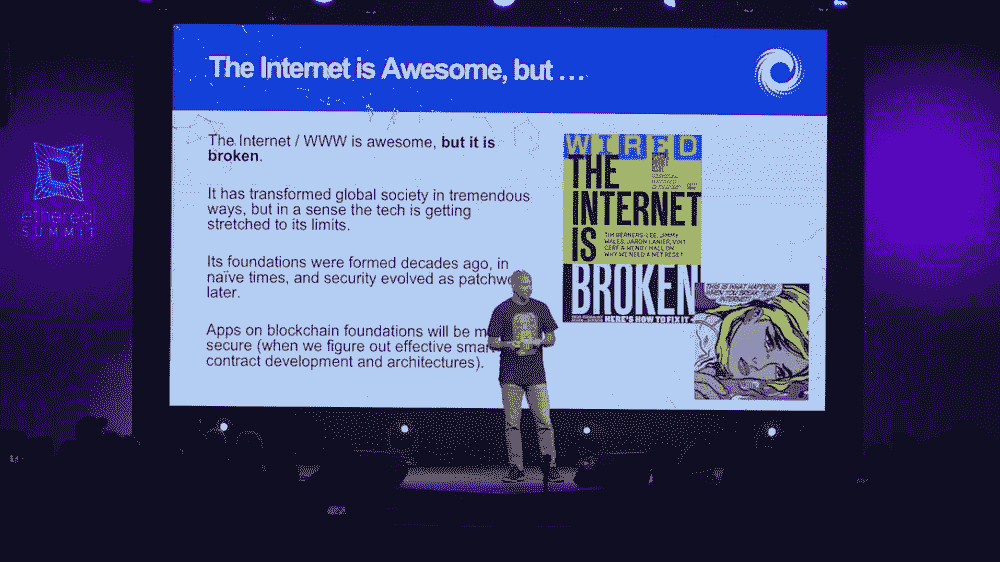 The Internet is Awesome, but ...
The Internet / WWW is awesome, but it is
broken.
It has transformed global society in tremendous
ways, but in a sense the tech is getting
stretched to its limits.
Its foundations were formed decades ago, in
naïve times, and security evolved as patchwo
later.
Apps on blockchain foundations will be m
secure (when we figure out effective smar
contract development and architectures).
WIRED
THE
INTERNET
IS
TIM BERNERS-LEE, JIMMY
WALES, JARON LANIER, VINT
CERF & WENDY HALL ON
WHY WE NEED A NET RESET
BROKEN
HERE'S HOW TO FIX IT
THIS IS WHAT HAPPENS
WHEN YOU BREAK THE
INTERNET!
ethereal
SUMMIT